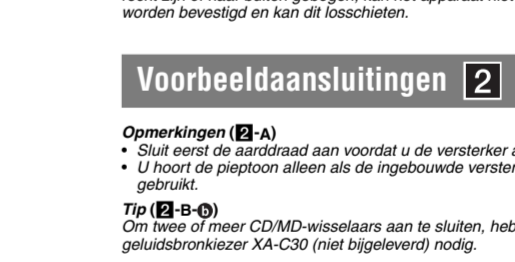 worden bevestigd en kan dit losschieten.
Voorbeeldaansluitingen 2
Opmerkingen (2-A)
• Sluit eerst de aarddraad aan voordat u de versterker
• U hoort de pieptoon alleen als de ingebouwde
gebruikt.
Tip (2-B-b)
Om twee of meer CD/MD-wisselaars aan te sluiten,
geluidsbronkiezer XA-C30 (niet bijgeleverd) nodig.